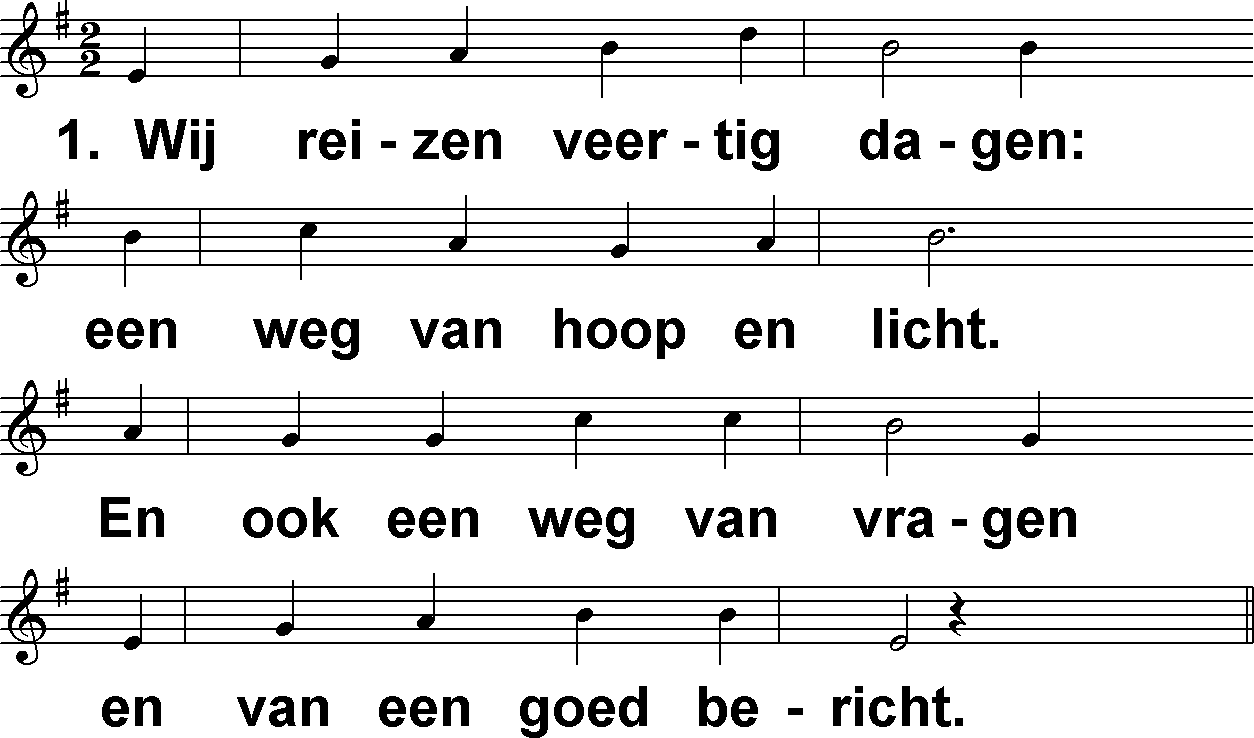 1. Wij rei - zen veer - tig da - gen:
een weg van hoop en licht.
En ook een weg van vra - gen
en van een goed be - richt.